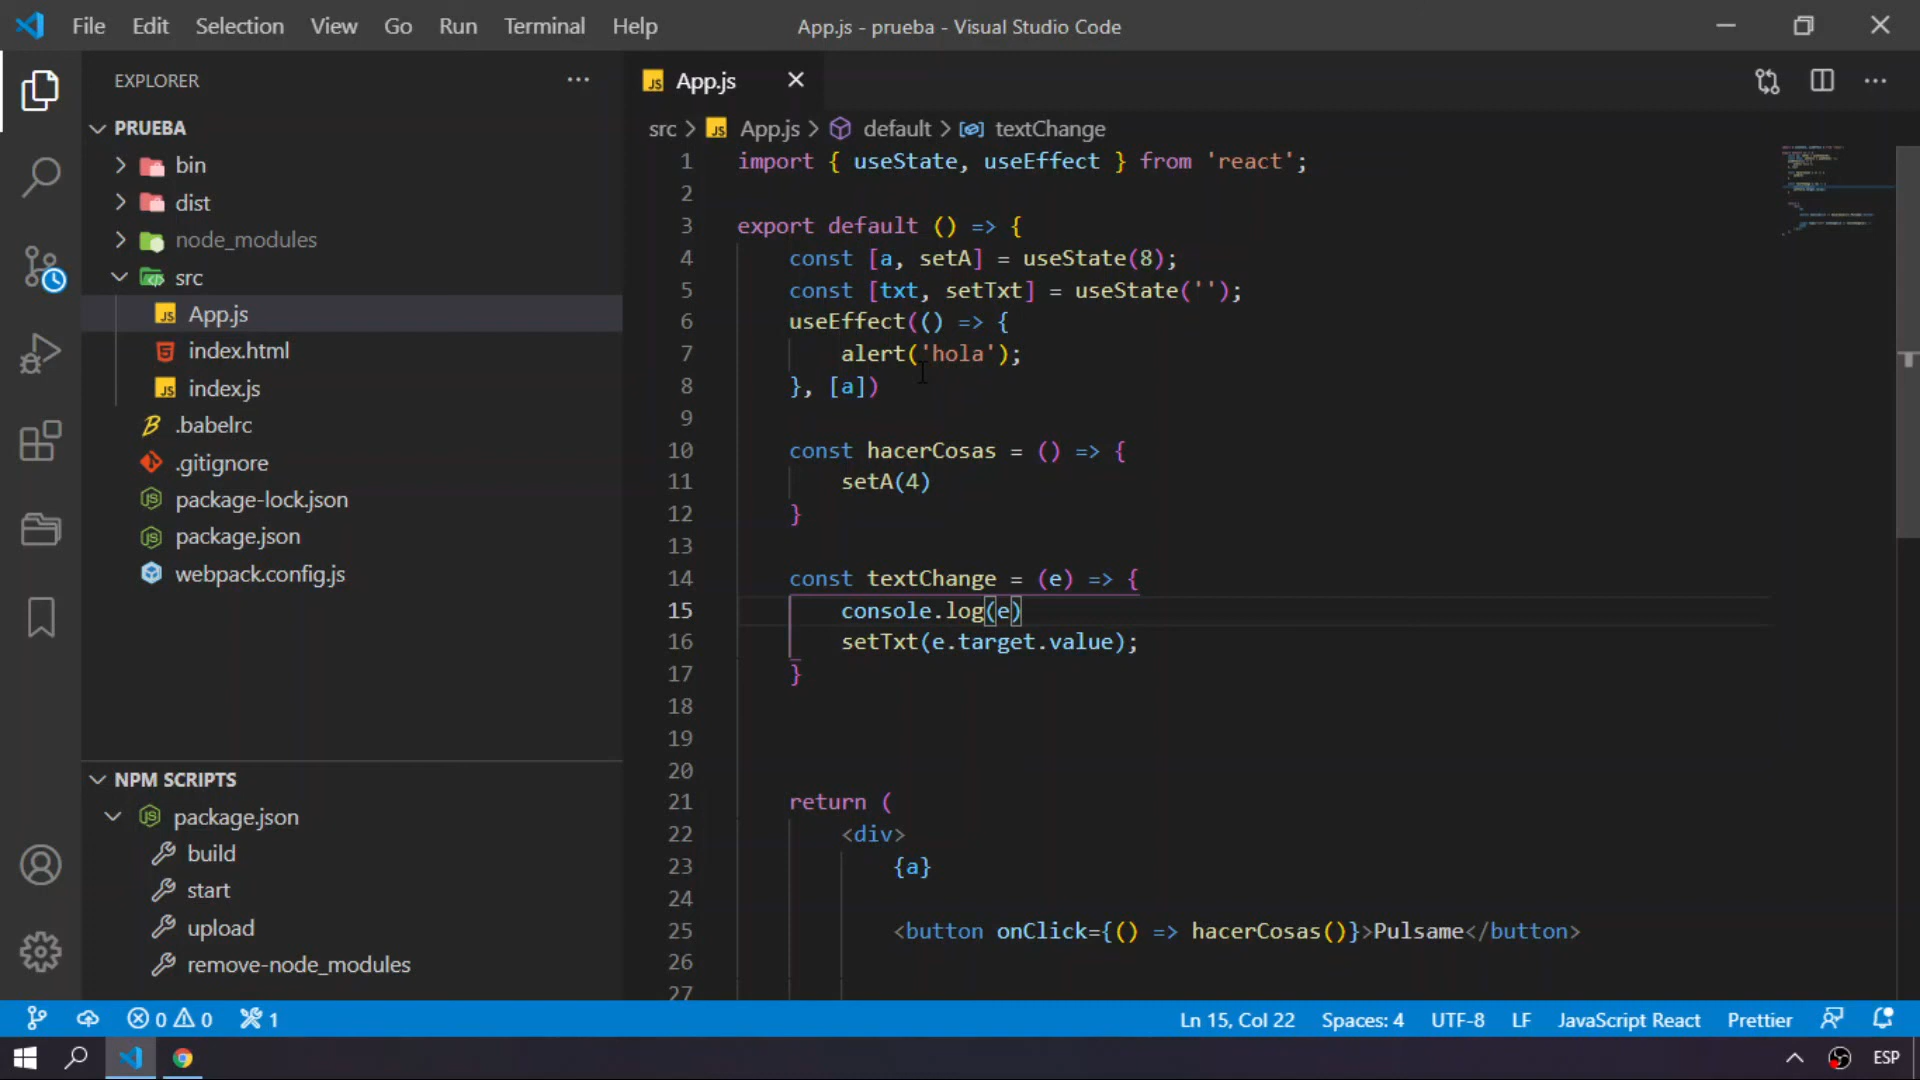 File Edit Selection View Go Run Terminal Help
App.js - prueba - Visual Studio Code
EXPLORER
PRUEBA
bin
dist
node_modules
src
App.js
index.html
index.js
.babelrc
.gitignore
package-lock.json
package.json
webpack.config.js
NPM SCRIPTS
package.json
build
start
upload
remove-node_modules
JS App.js
src > JS App.js > default > textChange
1 import { useState, useEffect } from 'react';
2
3 export default () => {
4 const [a, setA] = useState(8);
5 const [txt, setTxt] = useState('');
6 useEffect(() => {
7 alert('hola');
8 }, [a])
9
10 const hacerCosas = () => {
11 setA(4)
12 }
13
14 const textChange = (e) => {
15 console.log(e)
16 setTxt(e.target.value);
17 }
18
19
20
21 return (
22 <div>
23 {a}
24
25 <button onClick={() => hacerCosas()}>Pulsame</button>
26
27
0 0 1
Ln 15, Col 22 Spaces: 4 UTF-8 LF JavaScript React Prettier
ESP